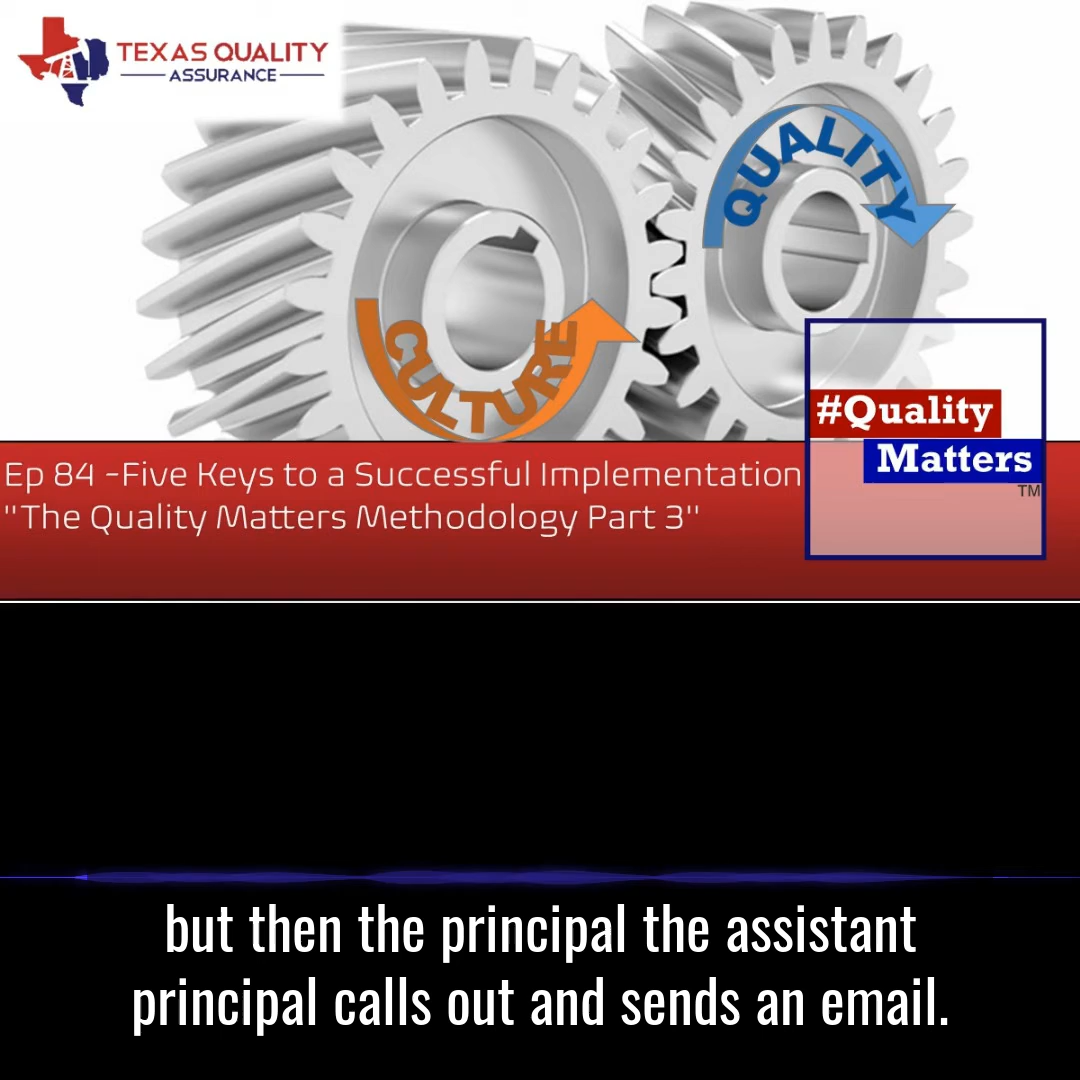 TEXAS QUALITY
ASSURANCE
QUALITY
CULTURE
#Quality
Matters
TM
Ep 84 -Five Keys to a Successful Implementation
"The Quality Matters Methodology Part 3"
but then the principal the assistant
principal calls out and sends an email.